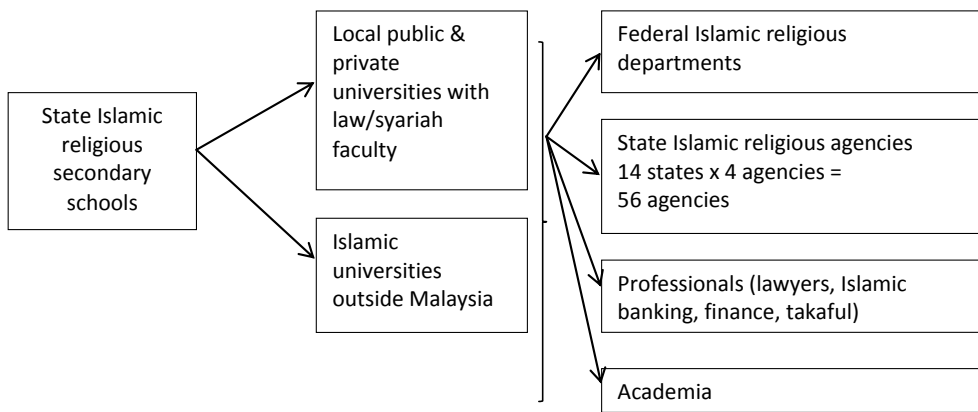 State Islamic
religious
secondary
schools
Local public &
private
universities with
law/syariah
faculty
Islamic
universities
outside Malaysia
Federal Islamic religious
departments
State Islamic religious agencies
14 states x 4 agencies =
56 agencies
Professionals (lawyers, Islamic
banking, finance, takaful)
Academia